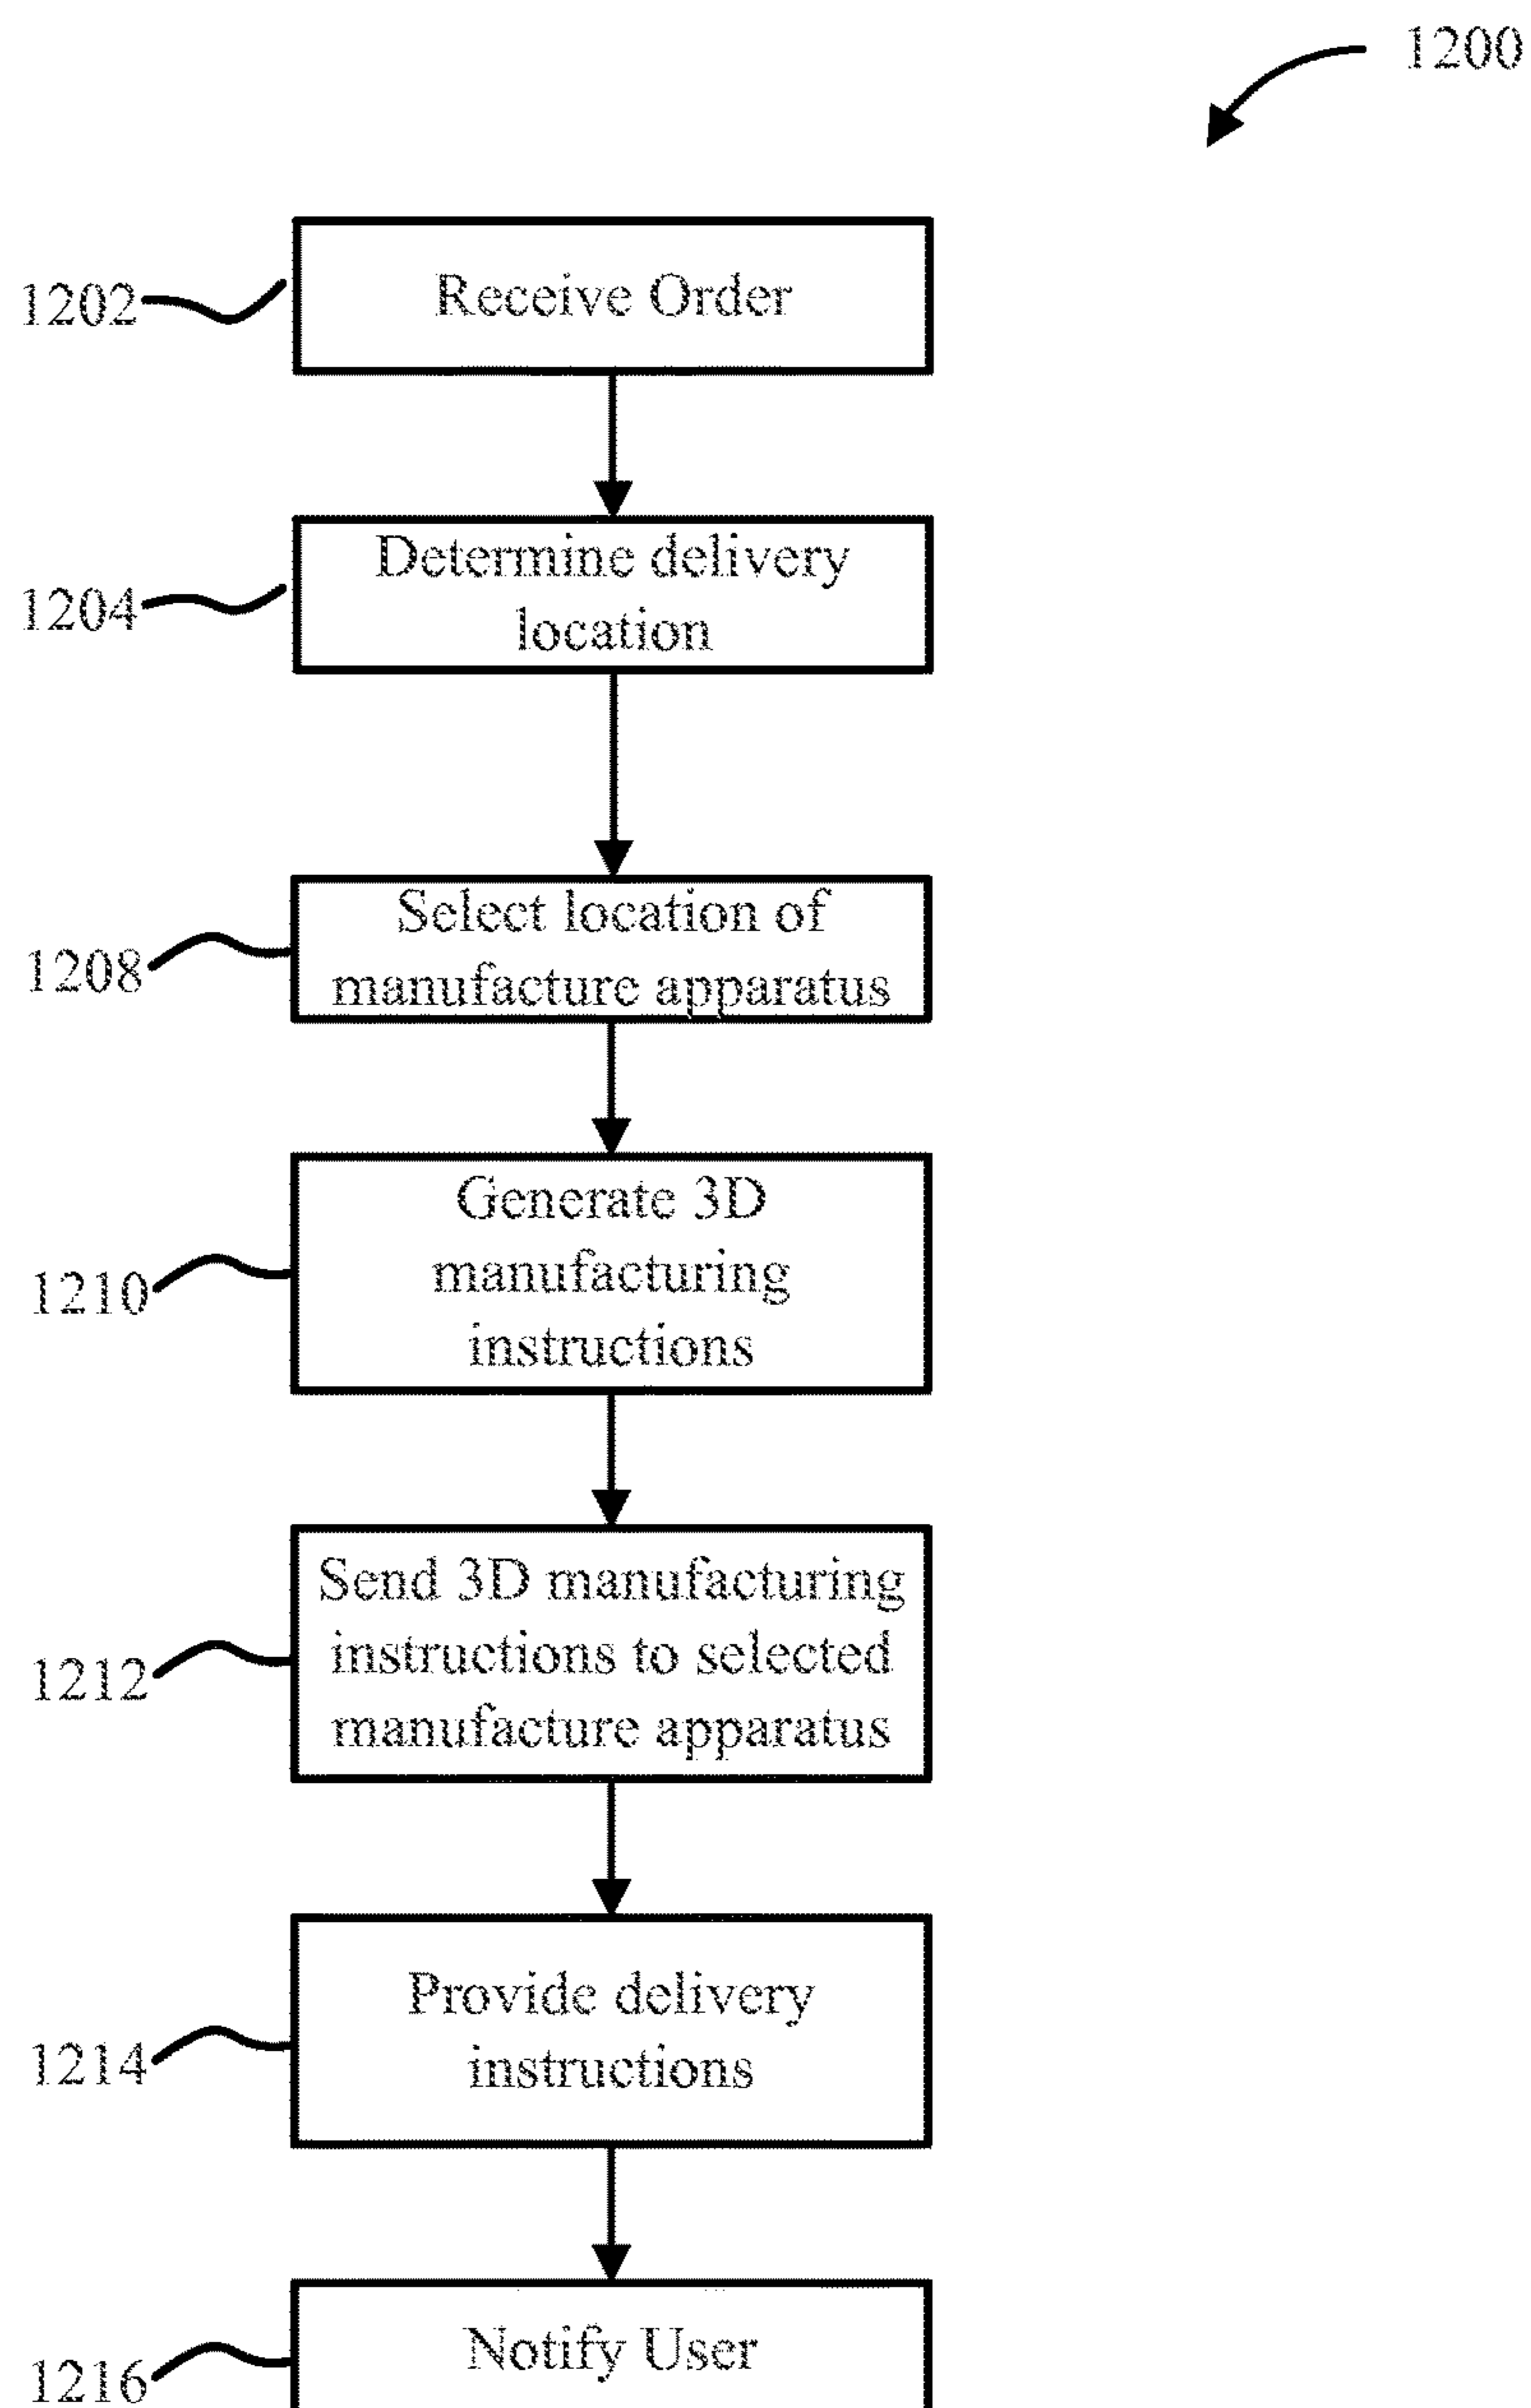 1200
1202
Receive Order
1204
Determine delivery
location
1208
Select location of
manufacture apparatus
1210
Generate 3D
manufacturing
instructions
1212
Send 3D manufacturing
instructions to selected
manufacture apparatus
1214
Provide delivery
instructions
1216
Notify User